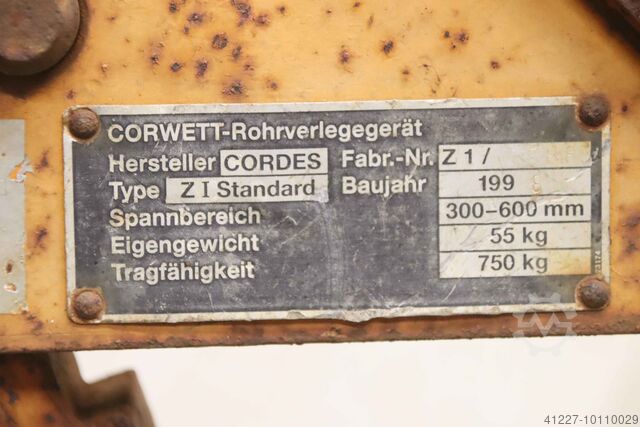 CORWETT-Rohrverlegegerät
Hersteller CORDES Fabr.-Nr. Z 1 /
Type Z I Standard Baujahr 199
Spannbereich 300-600 mm
Eigengewicht 55 kg
Tragfähigkeit 750 kg
41227-10110029